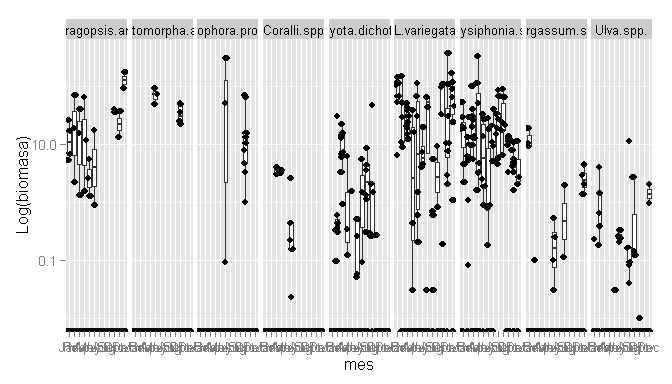 ragopsis.ar tomorpha.a ophora.pro Coralli.spp yota.dichot L.variegata ysiphonia.s rgassum.s Ulva.spp.
Log(biomasa)
10.0
0.1
mes